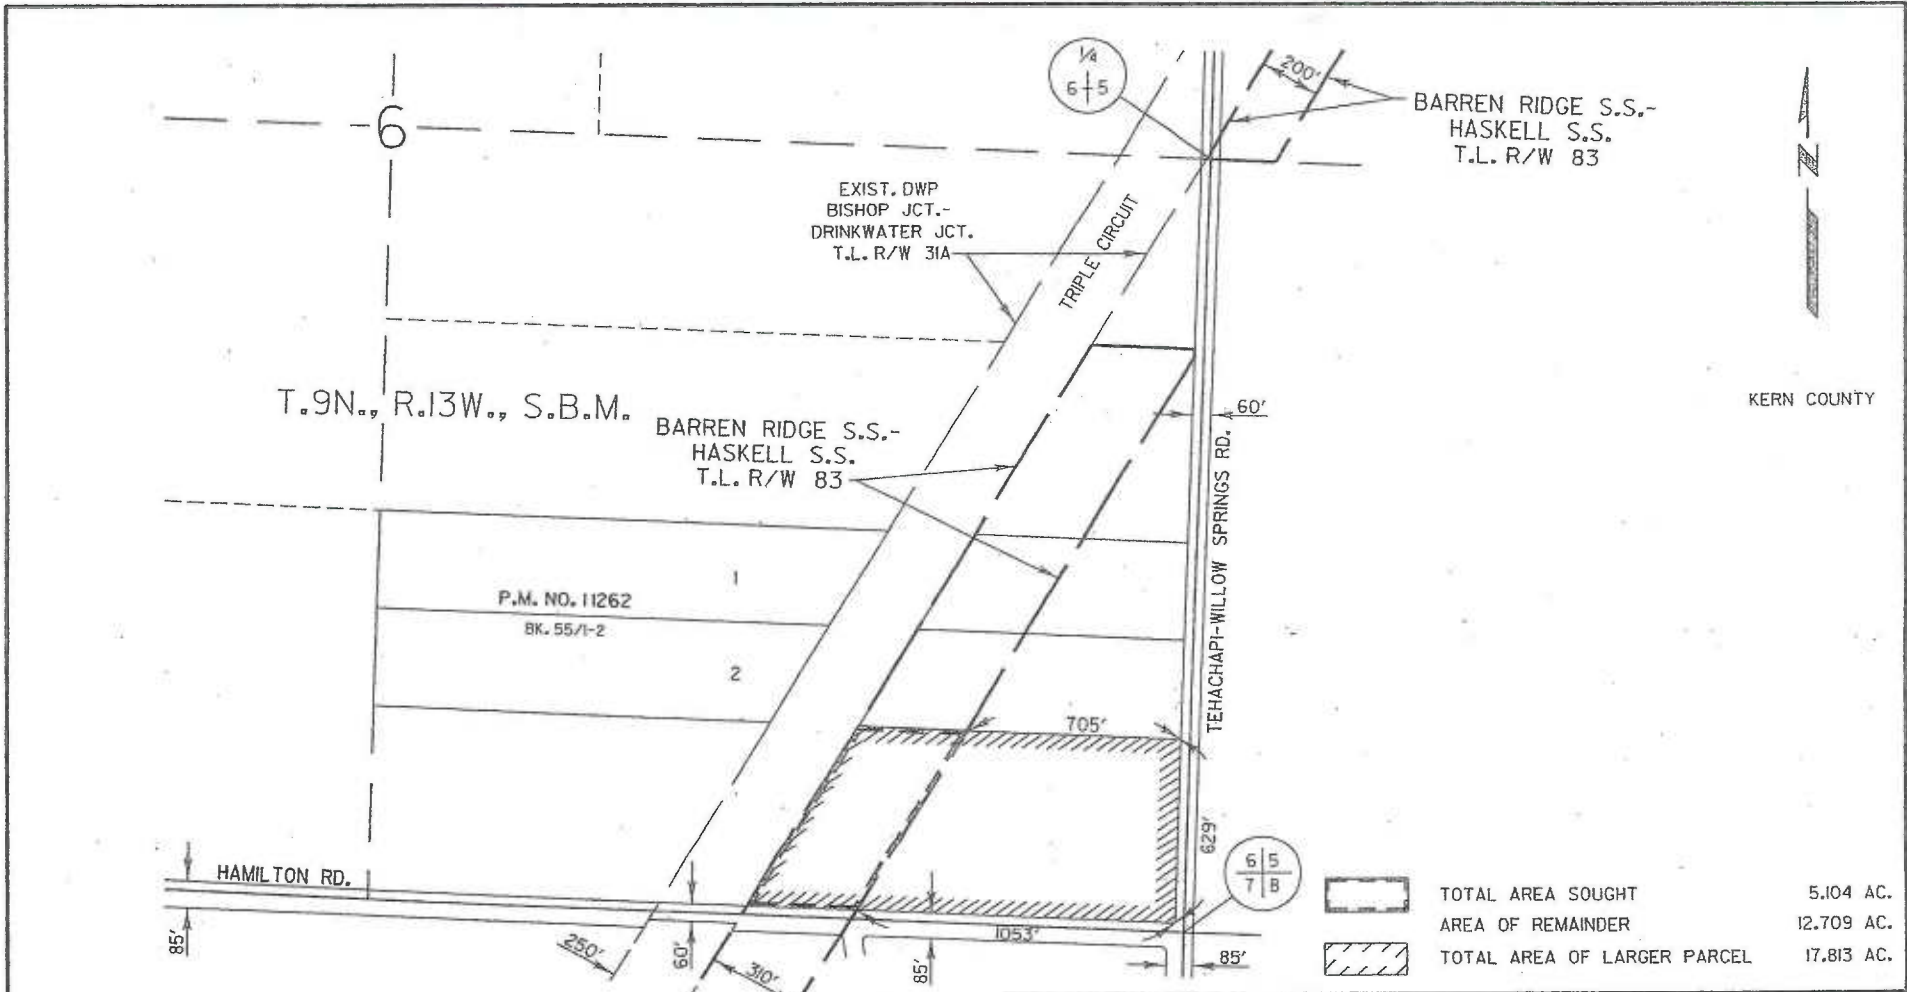 1/4
6 5
200'
BARREN RIDGE S.S.-
HASKELL S.S.
T.L. R/W 83
6
N
EXIST. DWP
BISHOP JCT.-
DRINKWATER JCT.
T.L. R/W 31A
TRIPLE CIRCUIT
T.9N., R.13W., S.B.M.
KERN COUNTY
60'
BARREN RIDGE S.S.-
HASKELL S.S.
T.L. R/W 83
TEHACHAPI-WILLOW SPRINGS RD.
1
P.M. NO. 11262
BK. 55/1-2
2
705'
629'
6 5
7 8
HAMILTON RD.
85'
250'
60'
310'
1053'
85'
85'
TOTAL AREA SOUGHT 5.104 AC.
AREA OF REMAINDER 12.709 AC.
TOTAL AREA OF LARGER PARCEL 17.813 AC.